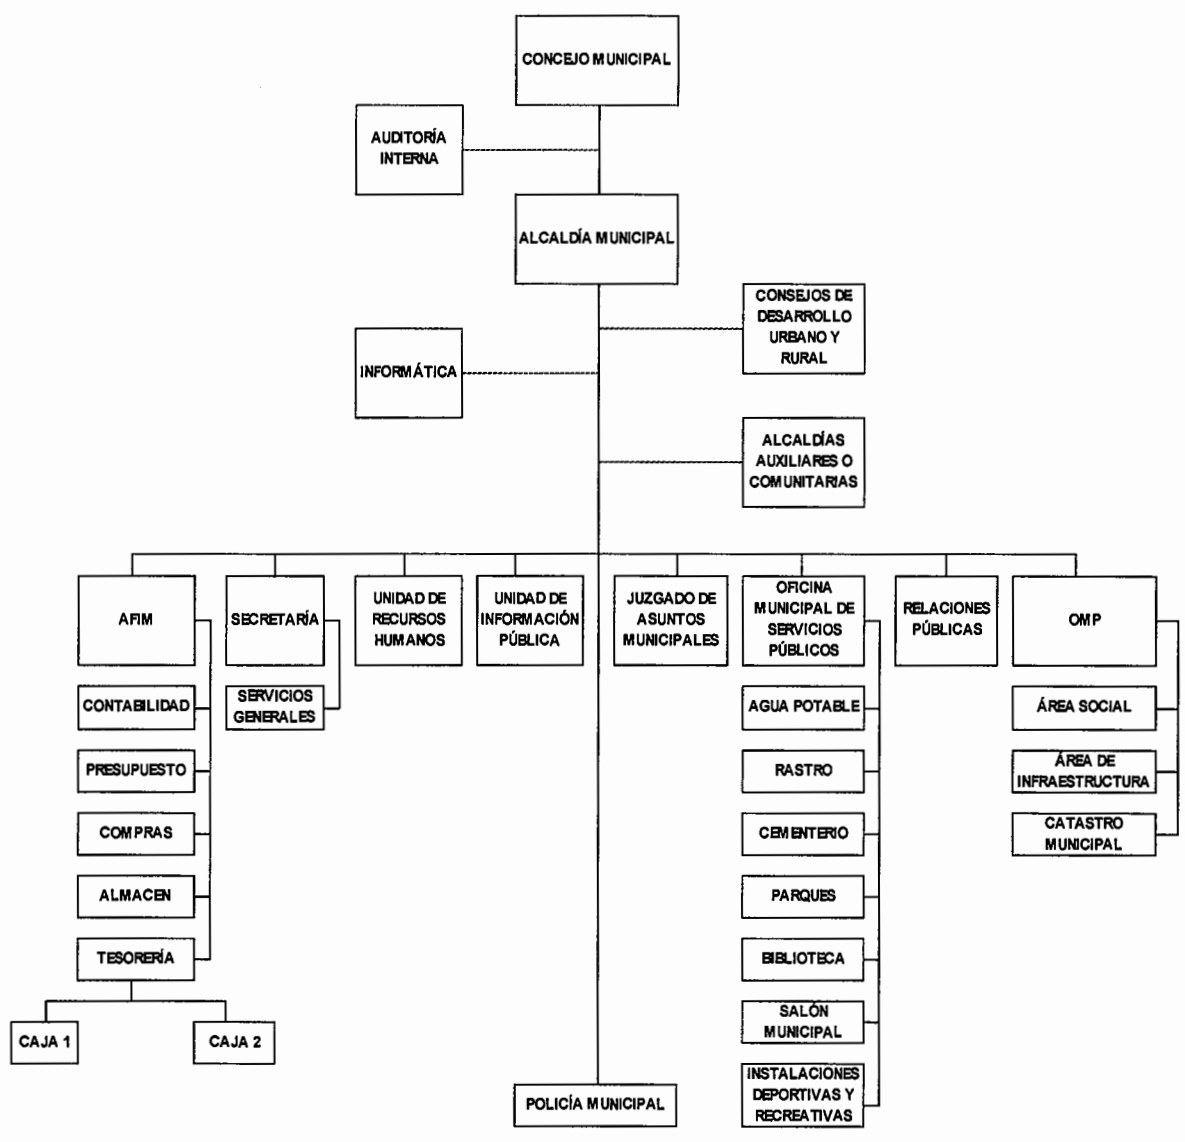 CONCEJO MUNICIPAL
AUDITORÍA
INTERNA
ALCALDÍA MUNICIPAL
CONSEJOS DE
DESARROLLO
URBANO Y
RURAL
INFORMÁTICA
ALCALDÍAS
AUXILIARES O
COMUNITARIAS
AFIM
SECRETARÍA
UNIDAD DE
RECURSOS
HUMANOS
UNIDAD DE
INFORMACIÓN
PÚBLICA
JUZGADO DE
ASUNTOS
MUNICIPALES
OFICINA
MUNICIPAL DE
SERVICIOS
PÚBLICOS
RELACIONES
PÚBLICAS
OMP
CONTABILIDAD
SERVICIOS
GENERALES
AGUA POTABLE
ÁREA SOCIAL
PRESUPUESTO
RASTRO
ÁREA DE
INFRAESTRUCTURA
COMPRAS
CEMENTERIO
CATASTRO
MUNICIPAL
ALMACEN
PARQUES
TESORERÍA
BIBLIOTECA
CAJA 1
CAJA 2
SALÓN
MUNICIPAL
INSTALACIONES
DEPORTIVAS Y
RECREATIVAS
POLICÍA MUNICIPAL